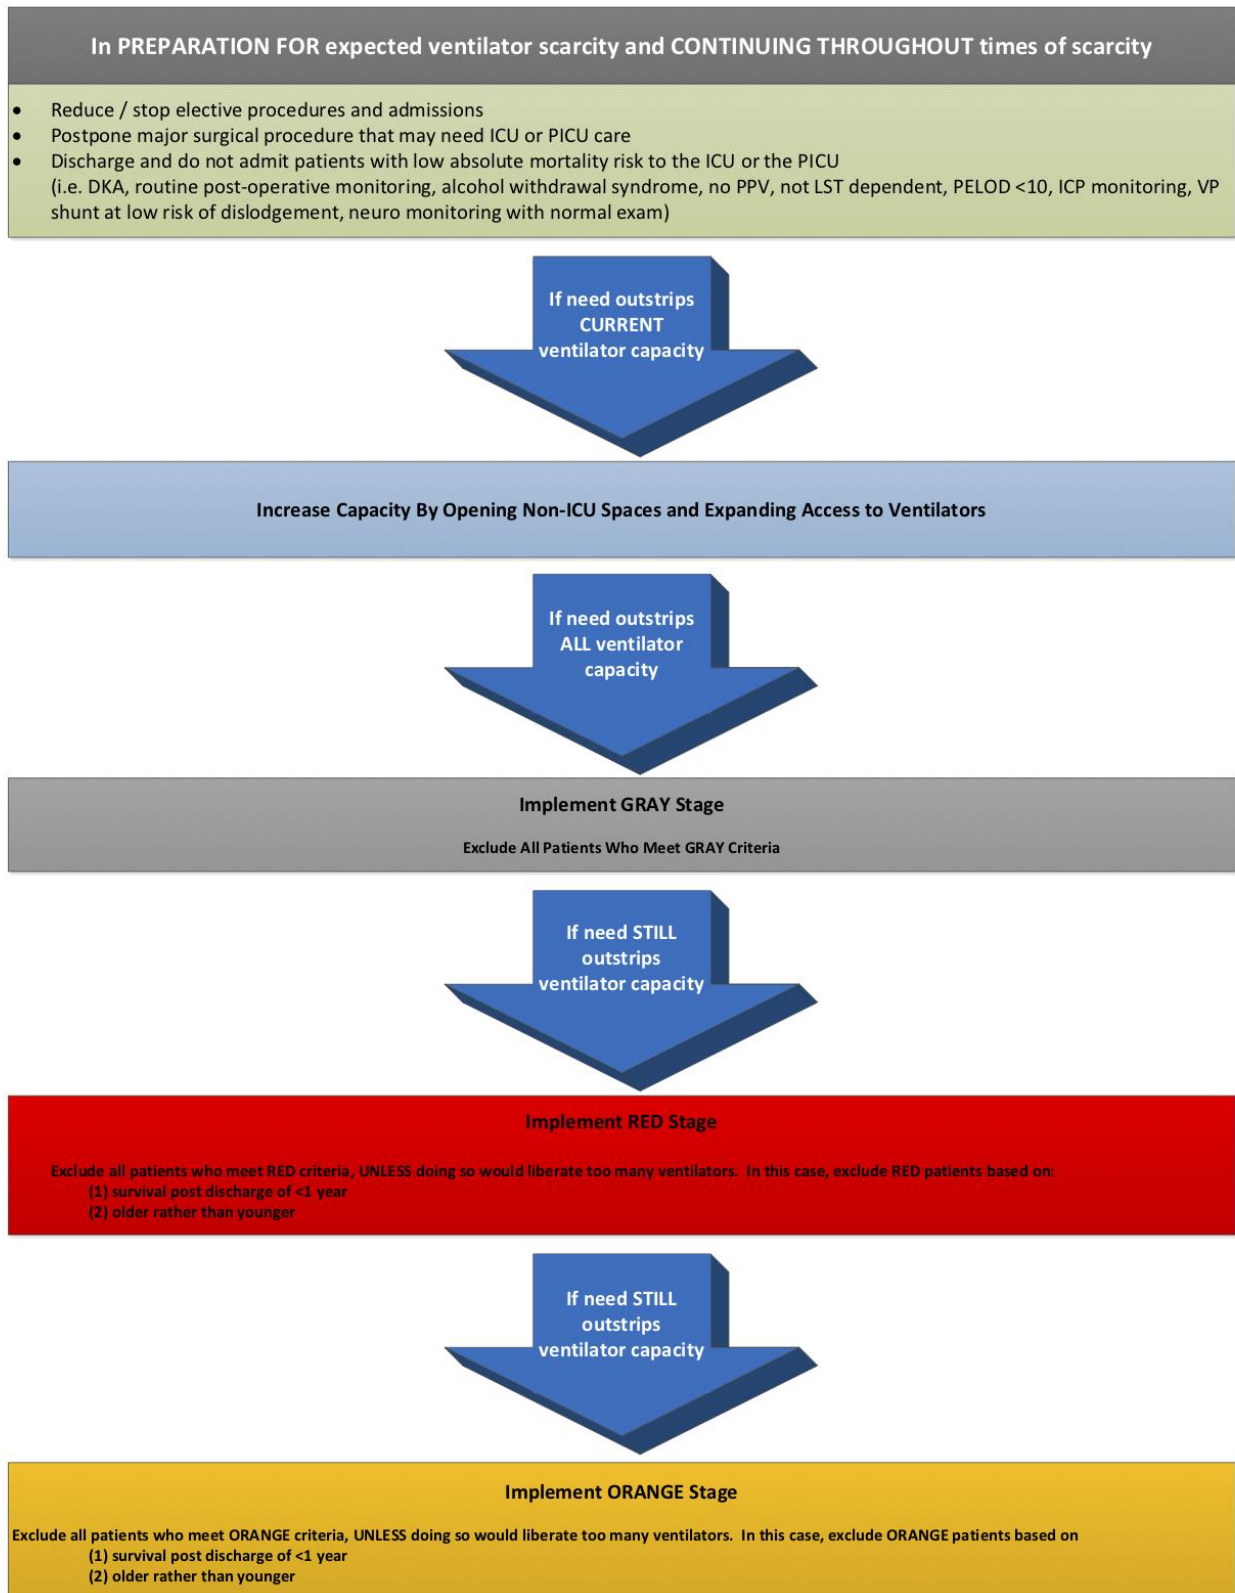 In PREPARATION FOR expected ventilator scarcity and CONTINUING THROUGHOUT times of scarcity
• Reduce / stop elective procedures and admissions
• Postpone major surgical procedure that may need ICU or PICU care
• Discharge and do not admit patients with low absolute mortality risk to the ICU or the PICU
(i.e. DKA, routine post-operative monitoring, alcohol withdrawal syndrome, no PPV, not LST dependent, PELOD <10, ICP monitoring, VP
shunt at low risk of dislodgement, neuro monitoring with normal exam)
If need outstrips
CURRENT
ventilator capacity
Increase Capacity By Opening Non-ICU Spaces and Expanding Access to Ventilators
If need outstrips
ALL ventilator
capacity
Implement GRAY Stage
Exclude All Patients Who Meet GRAY Criteria
If need STILL
outstrips
ventilator capacity
Implement RED Stage
Exclude all patients who meet RED criteria, UNLESS doing so would liberate too many ventilators.  In this case, exclude RED patients based on:
(1) survival post discharge of <1 year
(2) older rather than younger
If need STILL
outstrips
ventilator capacity
Implement ORANGE Stage
Exclude all patients who meet ORANGE criteria, UNLESS doing so would liberate too many ventilators.  In this case, exclude ORANGE patients based on
(1) survival post discharge of <1 year
(2) older rather than younger